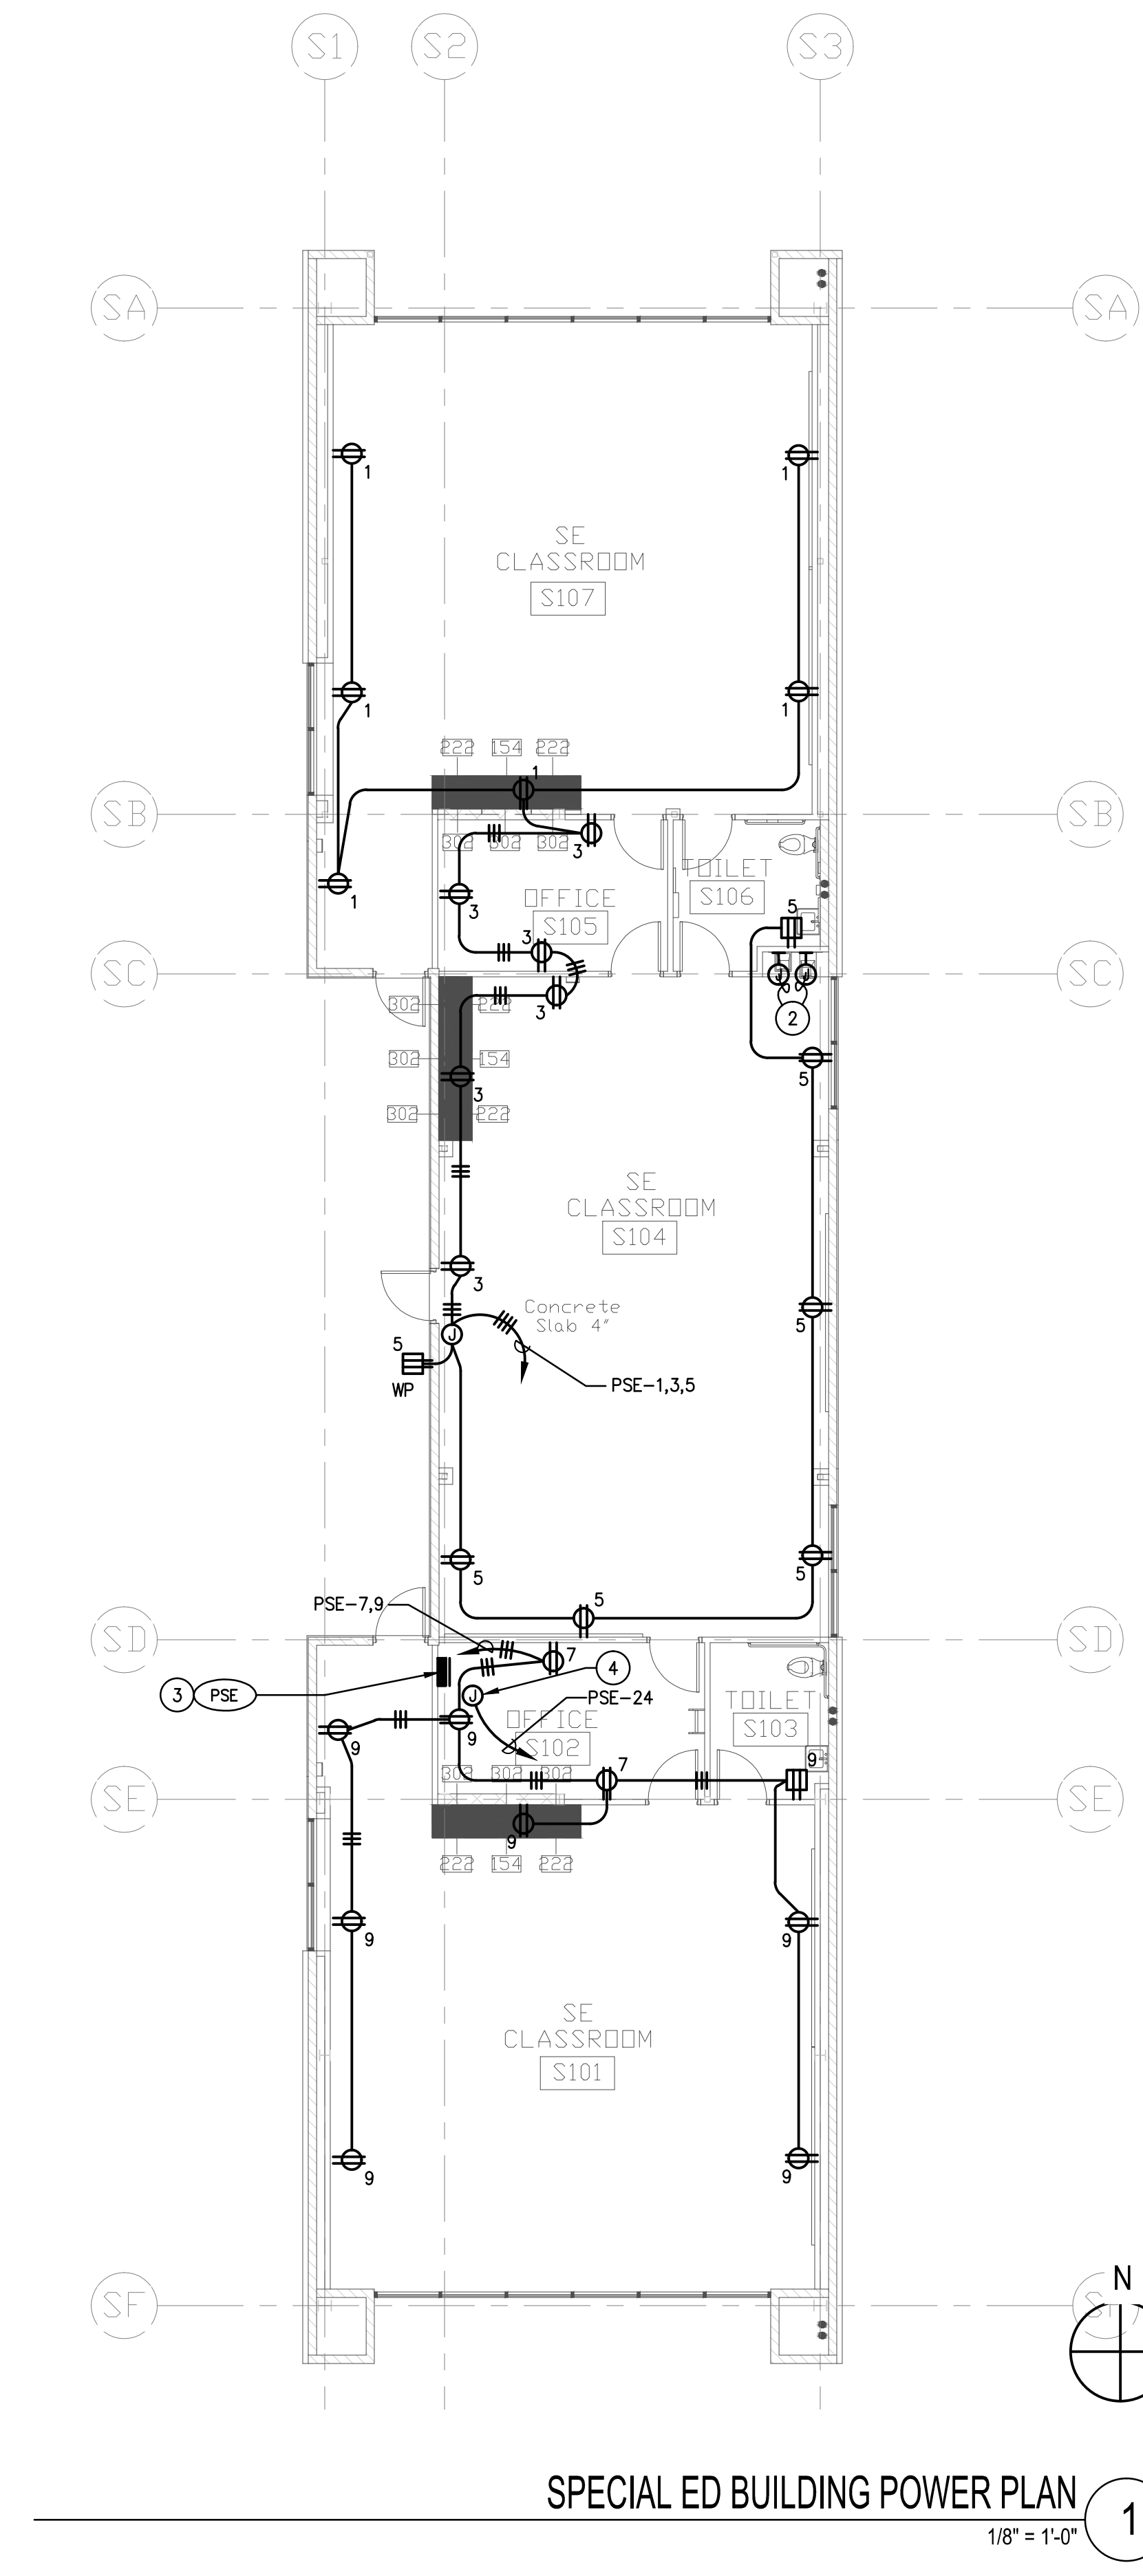 S1 S2 S3
SA SA
1 1
SE
CLASSROOM
S107
1 1
222 154 222
1
SB SB
302 302 302
3
TOILET
S106
OFFICE
S105
3
1
5
3
SC SC
J J
302 222
3
2
302 154
5
3
302 222
SE
CLASSROOM
S104
3
Concrete
Slab 4"
5
J
5
WP
PSE-1,3,5
5
5
5
PSE-7,9
SD SD
7
4
3 PSE
J
PSE-24
TOILET
S103
OFFICE
S102
9
9
7
9
302 302 302
SE SE
9
222 154 222
9
9
SE
CLASSROOM
S101
9
9
N
SF
SPECIAL ED BUILDING POWER PLAN
1
1/8" = 1'-0"